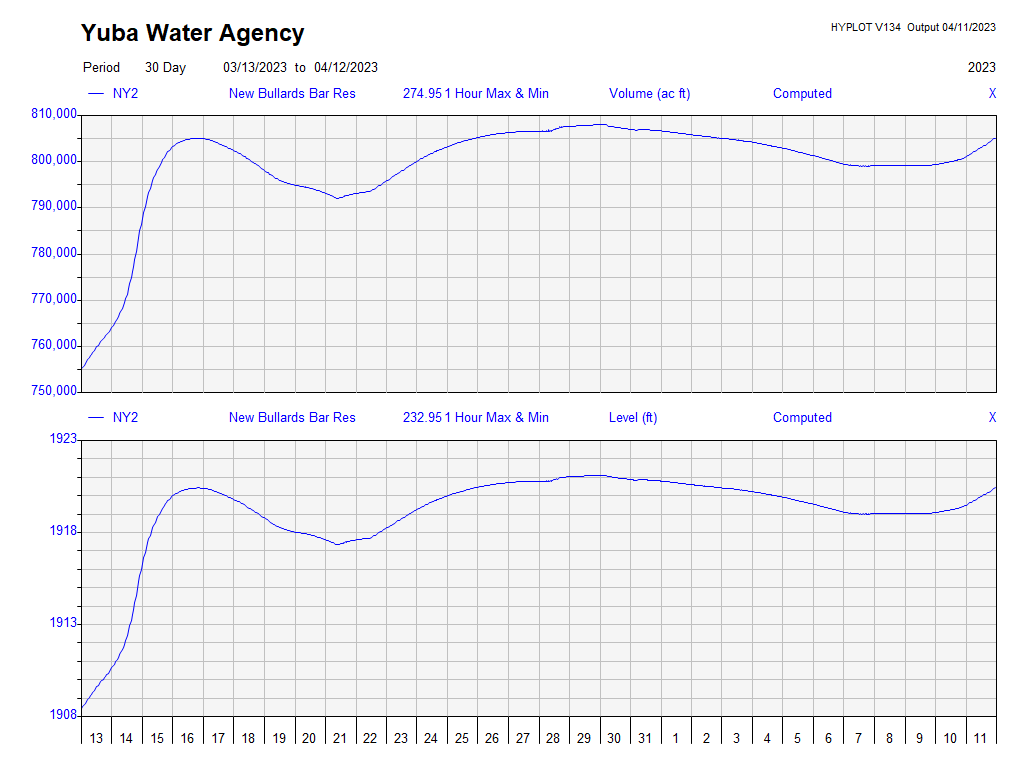 Yuba Water Agency
HYPLOT V134 Output 04/11/2023
Period 30 Day 03/13/2023 to 04/12/2023 2023
NY2 New Bullards Bar Res 274.95 1 Hour Max & Min Volume (ac ft) Computed X
810,000
800,000
790,000
780,000
770,000
760,000
750,000
NY2 New Bullards Bar Res 232.95 1 Hour Max & Min Level (ft) Computed X
1923
1918
1913
1908
13 14 15 16 17 18 19 20 21 22 23 24 25 26 27 28 29 30 31 1 2 3 4 5 6 7 8 9 10 11